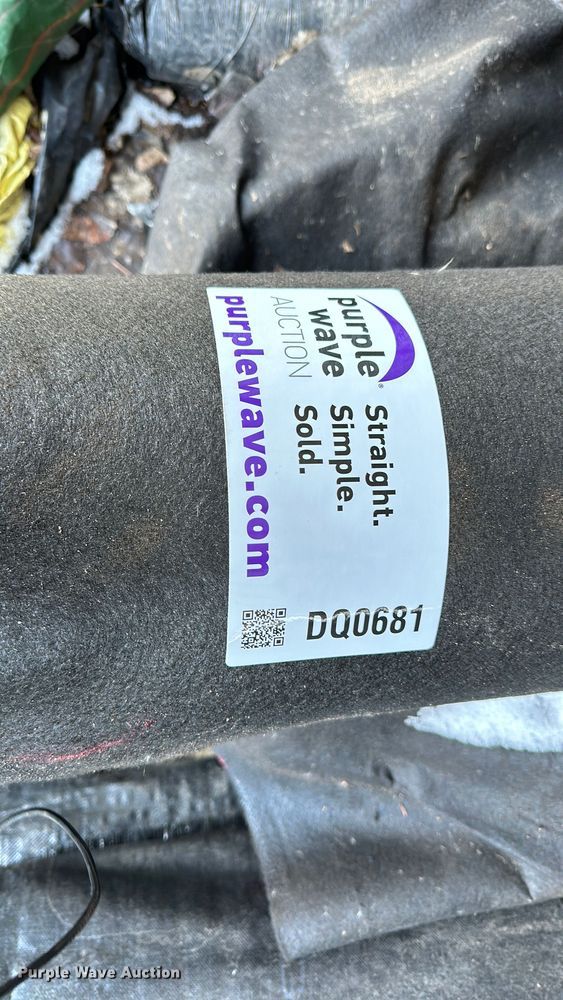 purple®
wave
AUCTION
Straight.
Simple.
Sold.
purplewave.com
DQ0681
Purple Wave Auction